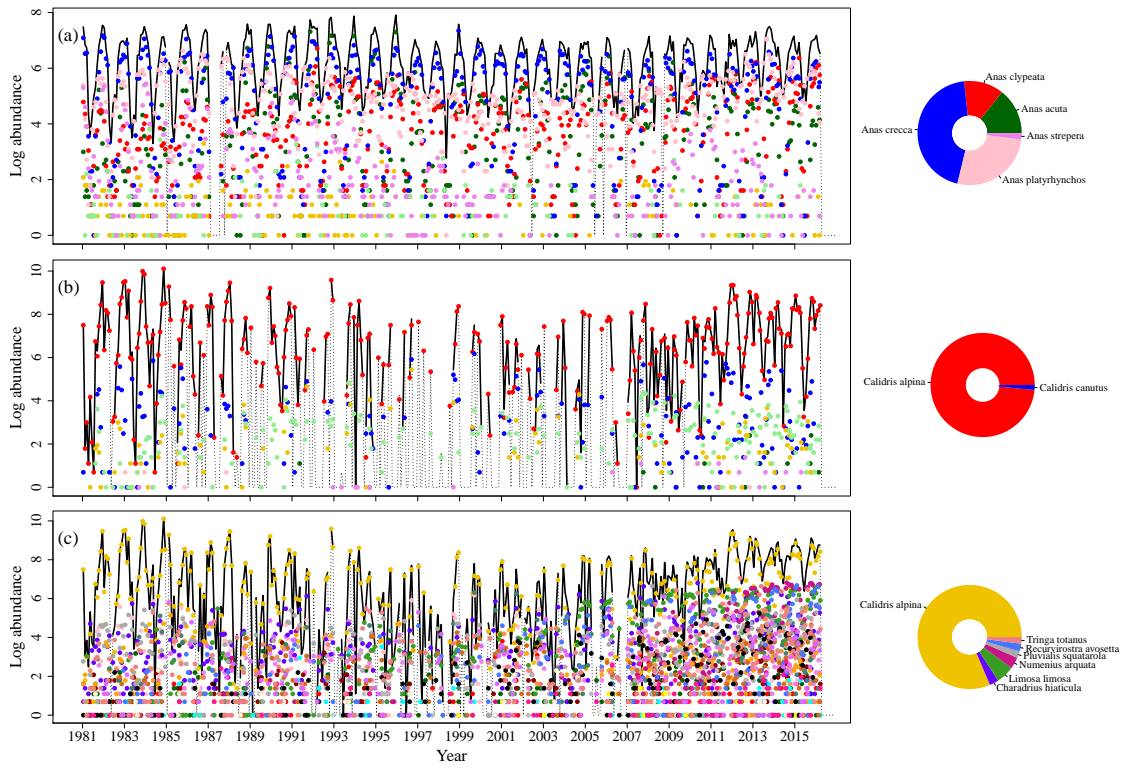 (a)
Log abundance
0
2
4
6
8
Anas clypeata
Anas acuta
Anas crecca
Anas strepera
Anas platyrhynchos
(b)
Log abundance
0
2
4
6
8
10
Calidris alpina
Calidris canutus
(c)
Log abundance
0
2
4
6
8
10
Calidris alpina
Tringa totanus
Recurvirostra avosetta
Pluvialis squatarola
Numenius arquata
Limosa limosa
Charadrius hiaticula
1981 1983 1985 1987 1989 1991 1993 1995 1997 1999 2001 2003 2005 2007 2009 2011 2013 2015
Year